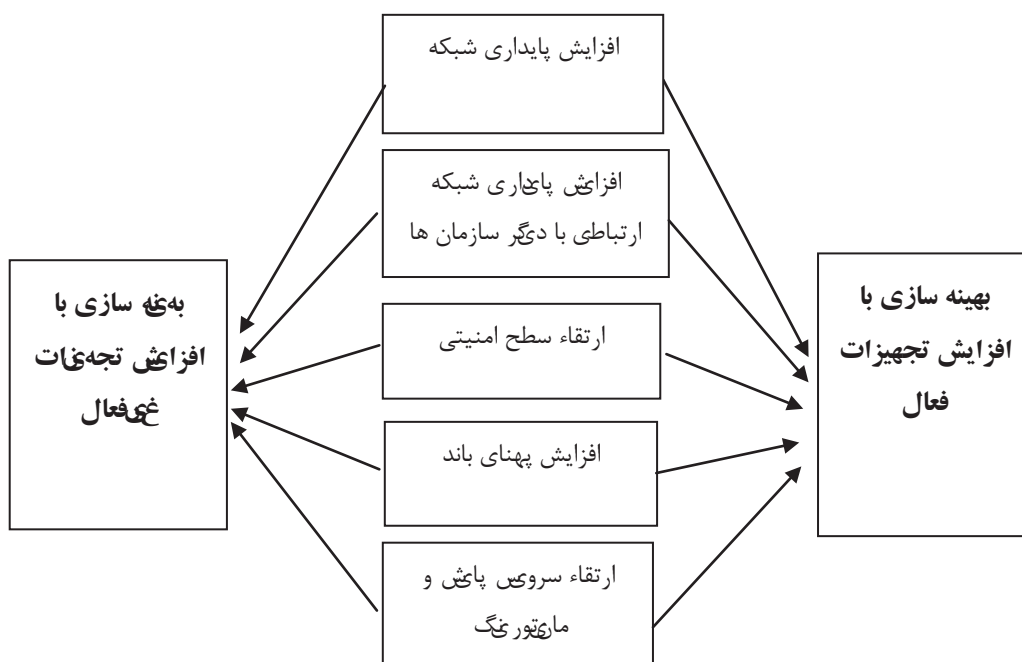 افزایش پایداری شبکه
افزایش پایداری شبکه
ارتباطی با دیگر سازمان ها
بهینه سازی با
افزایش تجهیزات
فعال
بهینه سازی با
افزایش تجهیزات
غیرفعال
ارتقاء سطح امنیتی
افزایش پهنای باند
ارتقاء سرویس پایش و
مانیتورینگ